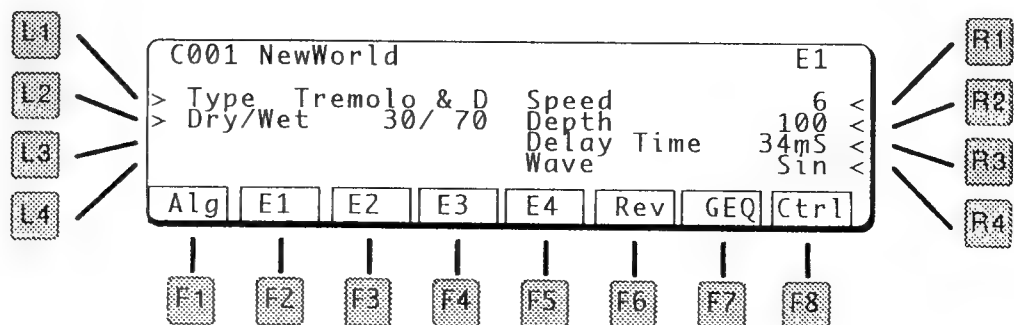 L1
L2
L3
L4
C001 NewWorld E1
> Type Tremolo & D Speed 6 <
> Dry/Wet 30/ 70 Depth 100 <
Delay Time 34mS <
Wave Sin <
Alg E1 E2 E3 E4 Rev GEQ Ctrl
R1
R2
R3
R4
F1 F2 F3 F4 F5 F6 F7 F8